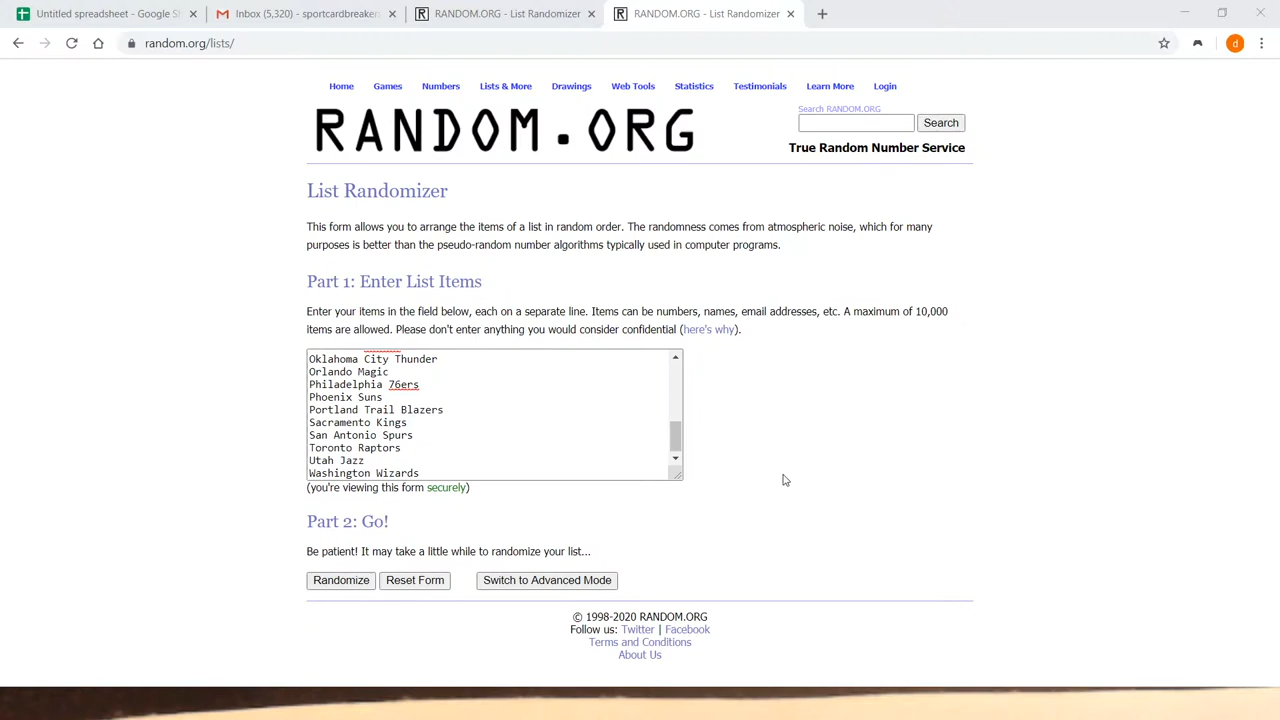 Untitled spreadsheet - Google Sh
Inbox (5,320) - sportcardbreaker
RANDOM.ORG - List Randomizer
RANDOM.ORG - List Randomizer
random.org/lists/
d
Home Games Numbers Lists & More Drawings Web Tools Statistics Testimonials Learn More Login
RANDOM.ORG
Search RANDOM.ORG
Search
True Random Number Service
List Randomizer
This form allows you to arrange the items of a list in random order. The randomness comes from atmospheric noise, which for many
purposes is better than the pseudo-random number algorithms typically used in computer programs.
Part 1: Enter List Items
Enter your items in the field below, each on a separate line. Items can be numbers, names, email addresses, etc. A maximum of 10,000
items are allowed. Please don't enter anything you would consider confidential (here's why).
Oklahoma City Thunder
Orlando Magic
Philadelphia 76ers
Phoenix Suns
Portland Trail Blazers
Sacramento Kings
San Antonio Spurs
Toronto Raptors
Utah Jazz
Washington Wizards
(you're viewing this form securely)
Part 2: Go!
Be patient! It may take a little while to randomize your list...
Randomize Reset Form Switch to Advanced Mode
© 1998-2020 RANDOM.ORG
Follow us: Twitter | Facebook
Terms and Conditions
About Us